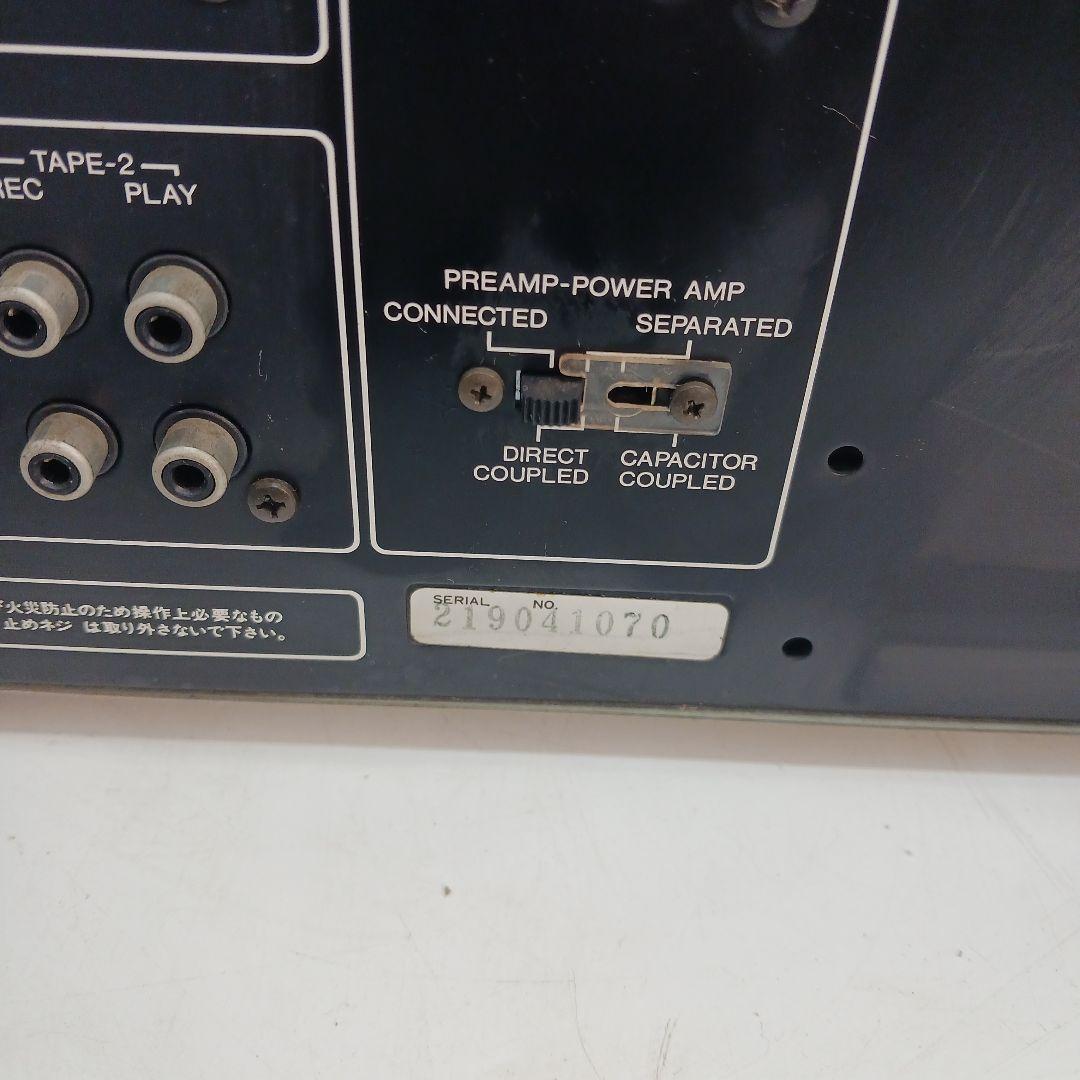 TAPE-2
REC PLAY
PREAMP-POWER AMP
CONNECTED SEPARATED
DIRECT COUPLED
CAPACITOR COUPLED
火災防止のため操作上必要なもの
止めネジ は取り外さないで下さい。
SERIAL NO.
219041070